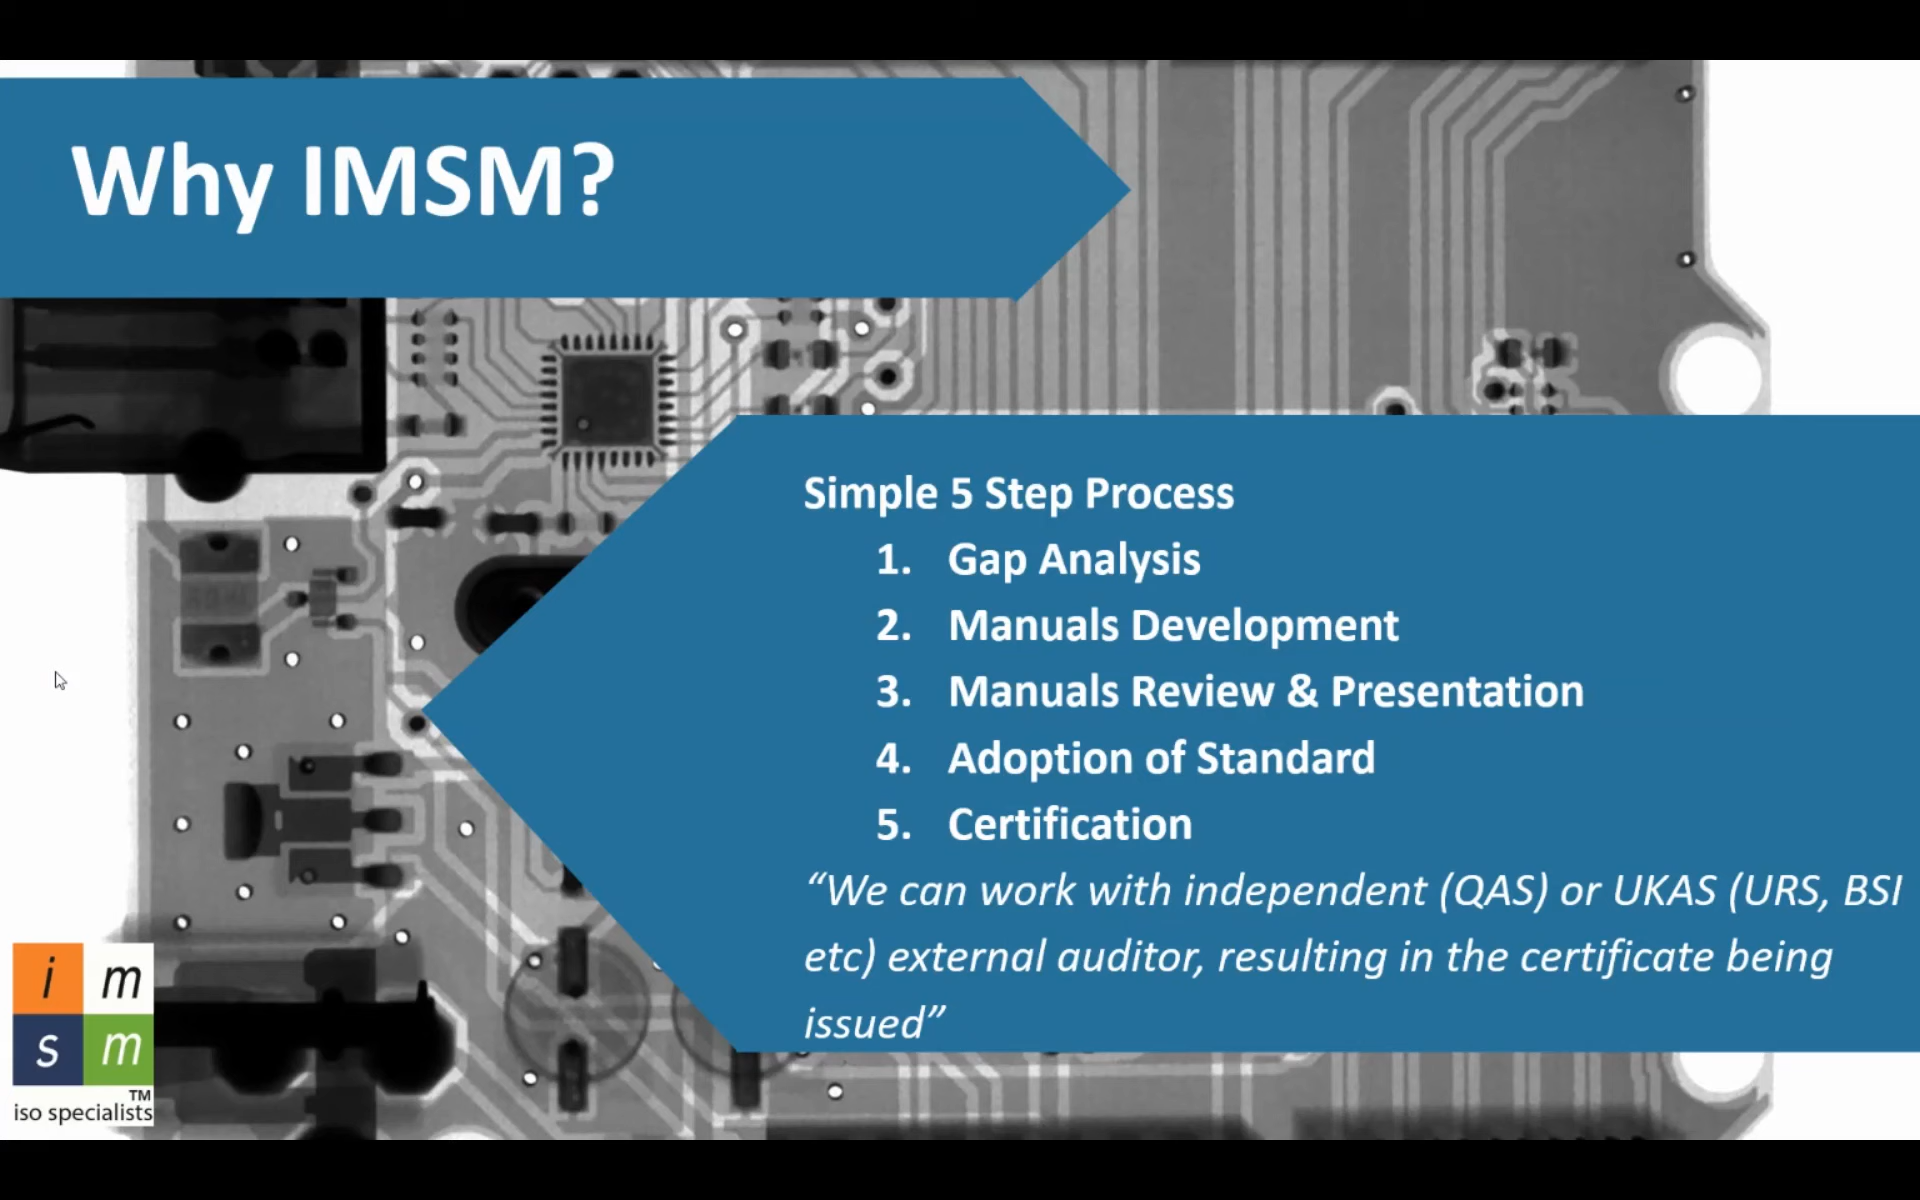 Why IMSM?
Simple 5 Step Process
1. Gap Analysis
2. Manuals Development
3. Manuals Review & Presentation
4. Adoption of Standard
5. Certification
“We can work with independent (QAS) or UKAS (URS, BSI
etc) external auditor, resulting in the certificate being
issued”
i m
s m
TM
iso specialists